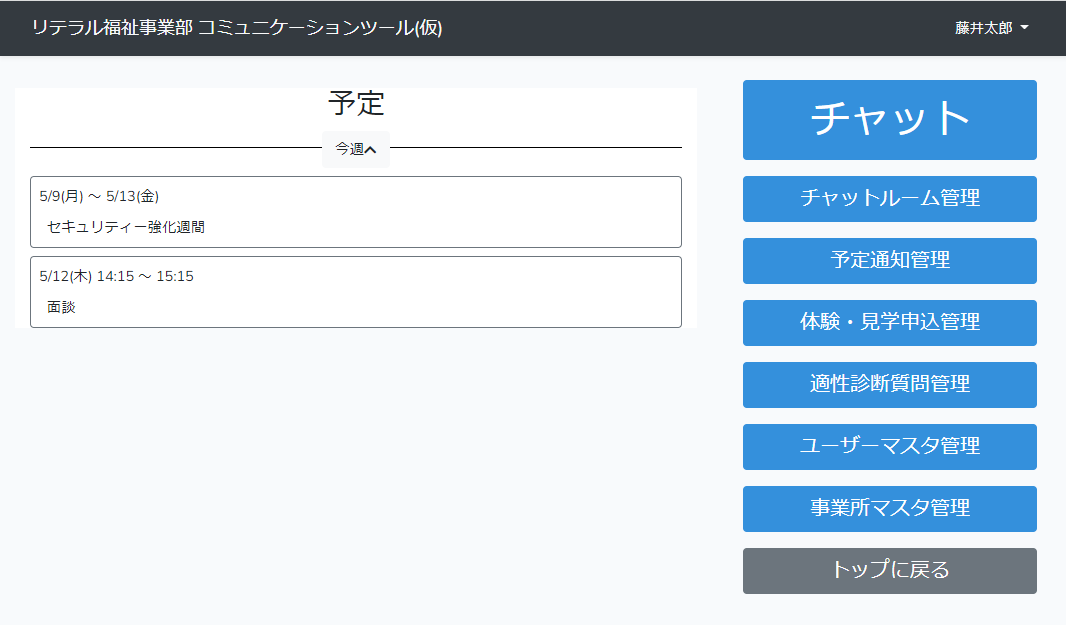 リテラル福祉事業部 コミュニケーションツール(仮)
藤井太郎
予定
今週
5/9(月) ～ 5/13(金)
セキュリティー強化週間
5/12(木) 14:15 ～ 15:15
面談
チャット
チャットルーム管理
予定通知管理
体験・見学申込管理
適性診断質問管理
ユーザーマスタ管理
事業所マスタ管理
トップに戻る